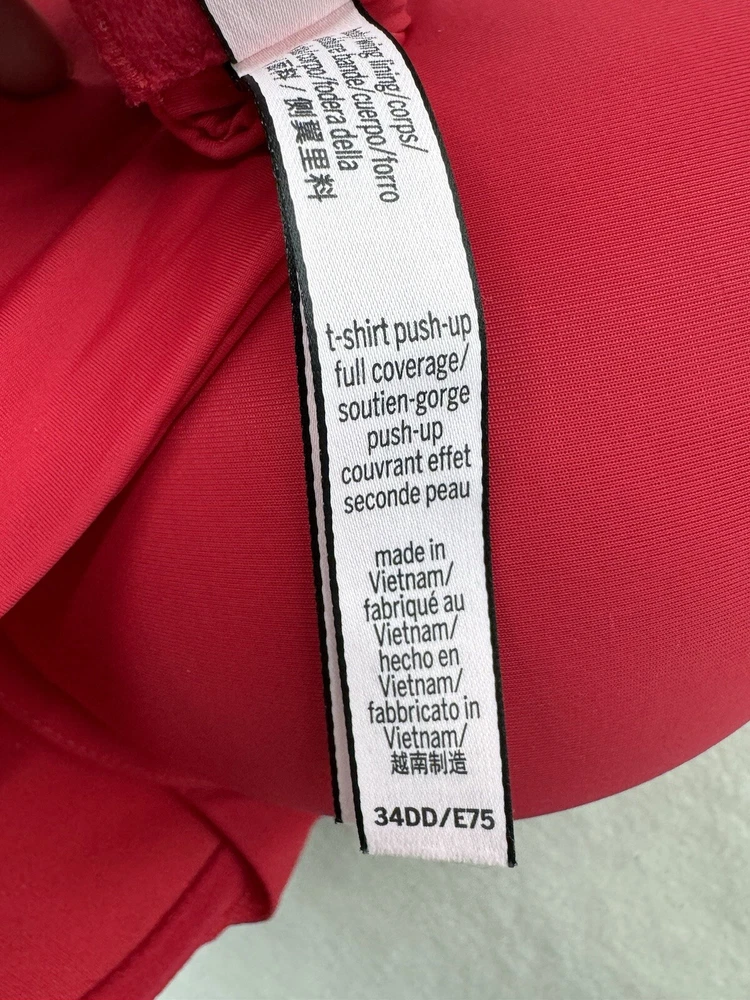 lining/corps/
bande/cuerpo/forro
corpo/fodera della
/ 侧翼里料
t-shirt push-up
full coverage/
soutien-gorge
push-up
couvrant effet
seconde peau
made in
Vietnam/
fabriqué au
Vietnam/
hecho en
Vietnam/
fabbricato in
Vietnam/
越南制造
34DD/E75